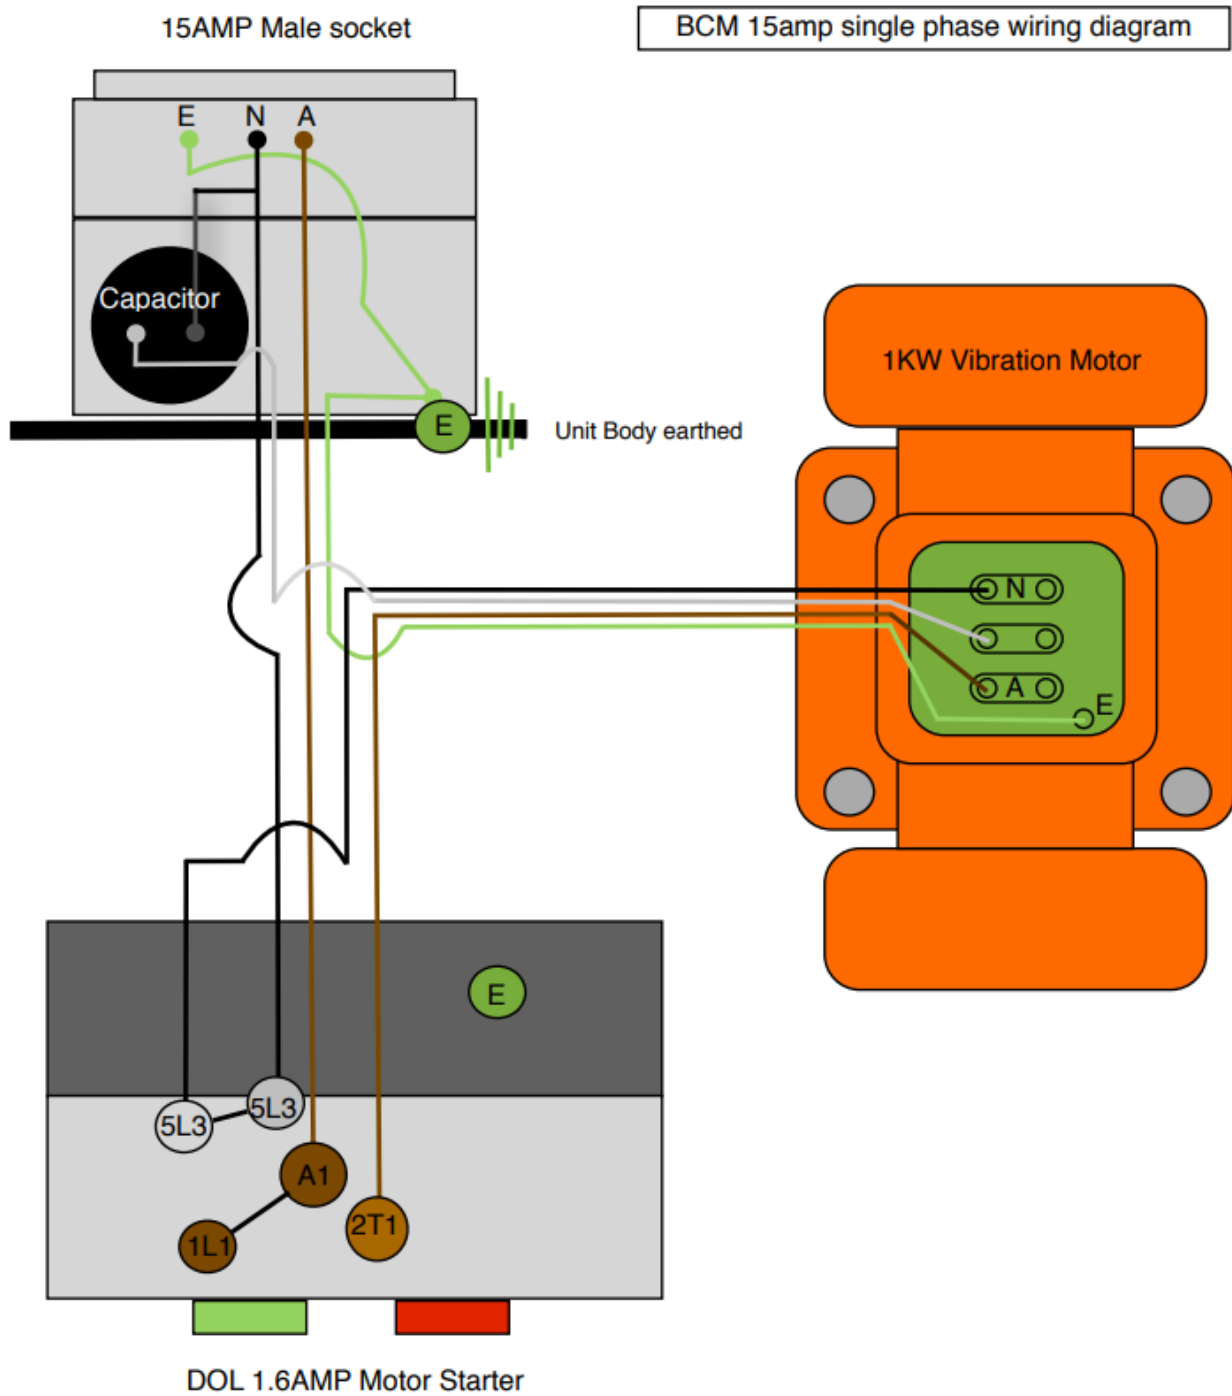 15AMP Male socket
BCM 15amp single phase wiring diagram
E N A
Capacitor
1KW Vibration Motor
E
Unit Body earthed
N
A
E
E
5L3
5L3
A1
2T1
1L1
DOL 1.6AMP Motor Starter